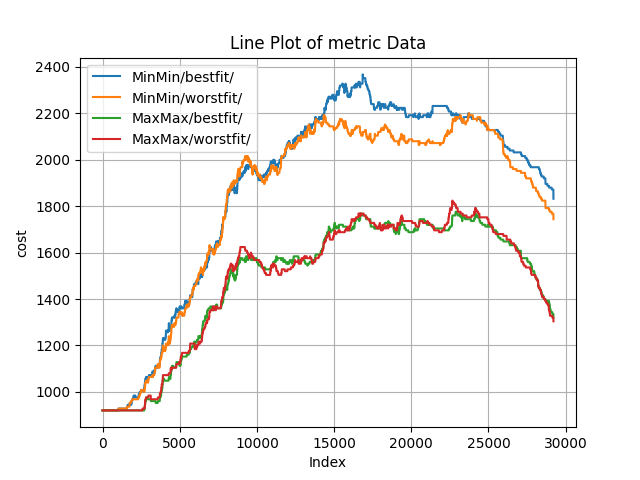 Line Plot of metric Data
MinMin/bestfit/
MinMin/worstfit/
MaxMax/bestfit/
MaxMax/worstfit/
2400
2200
2000
1800
1600
1400
1200
1000
cost
0 5000 10000 15000 20000 25000 30000
Index